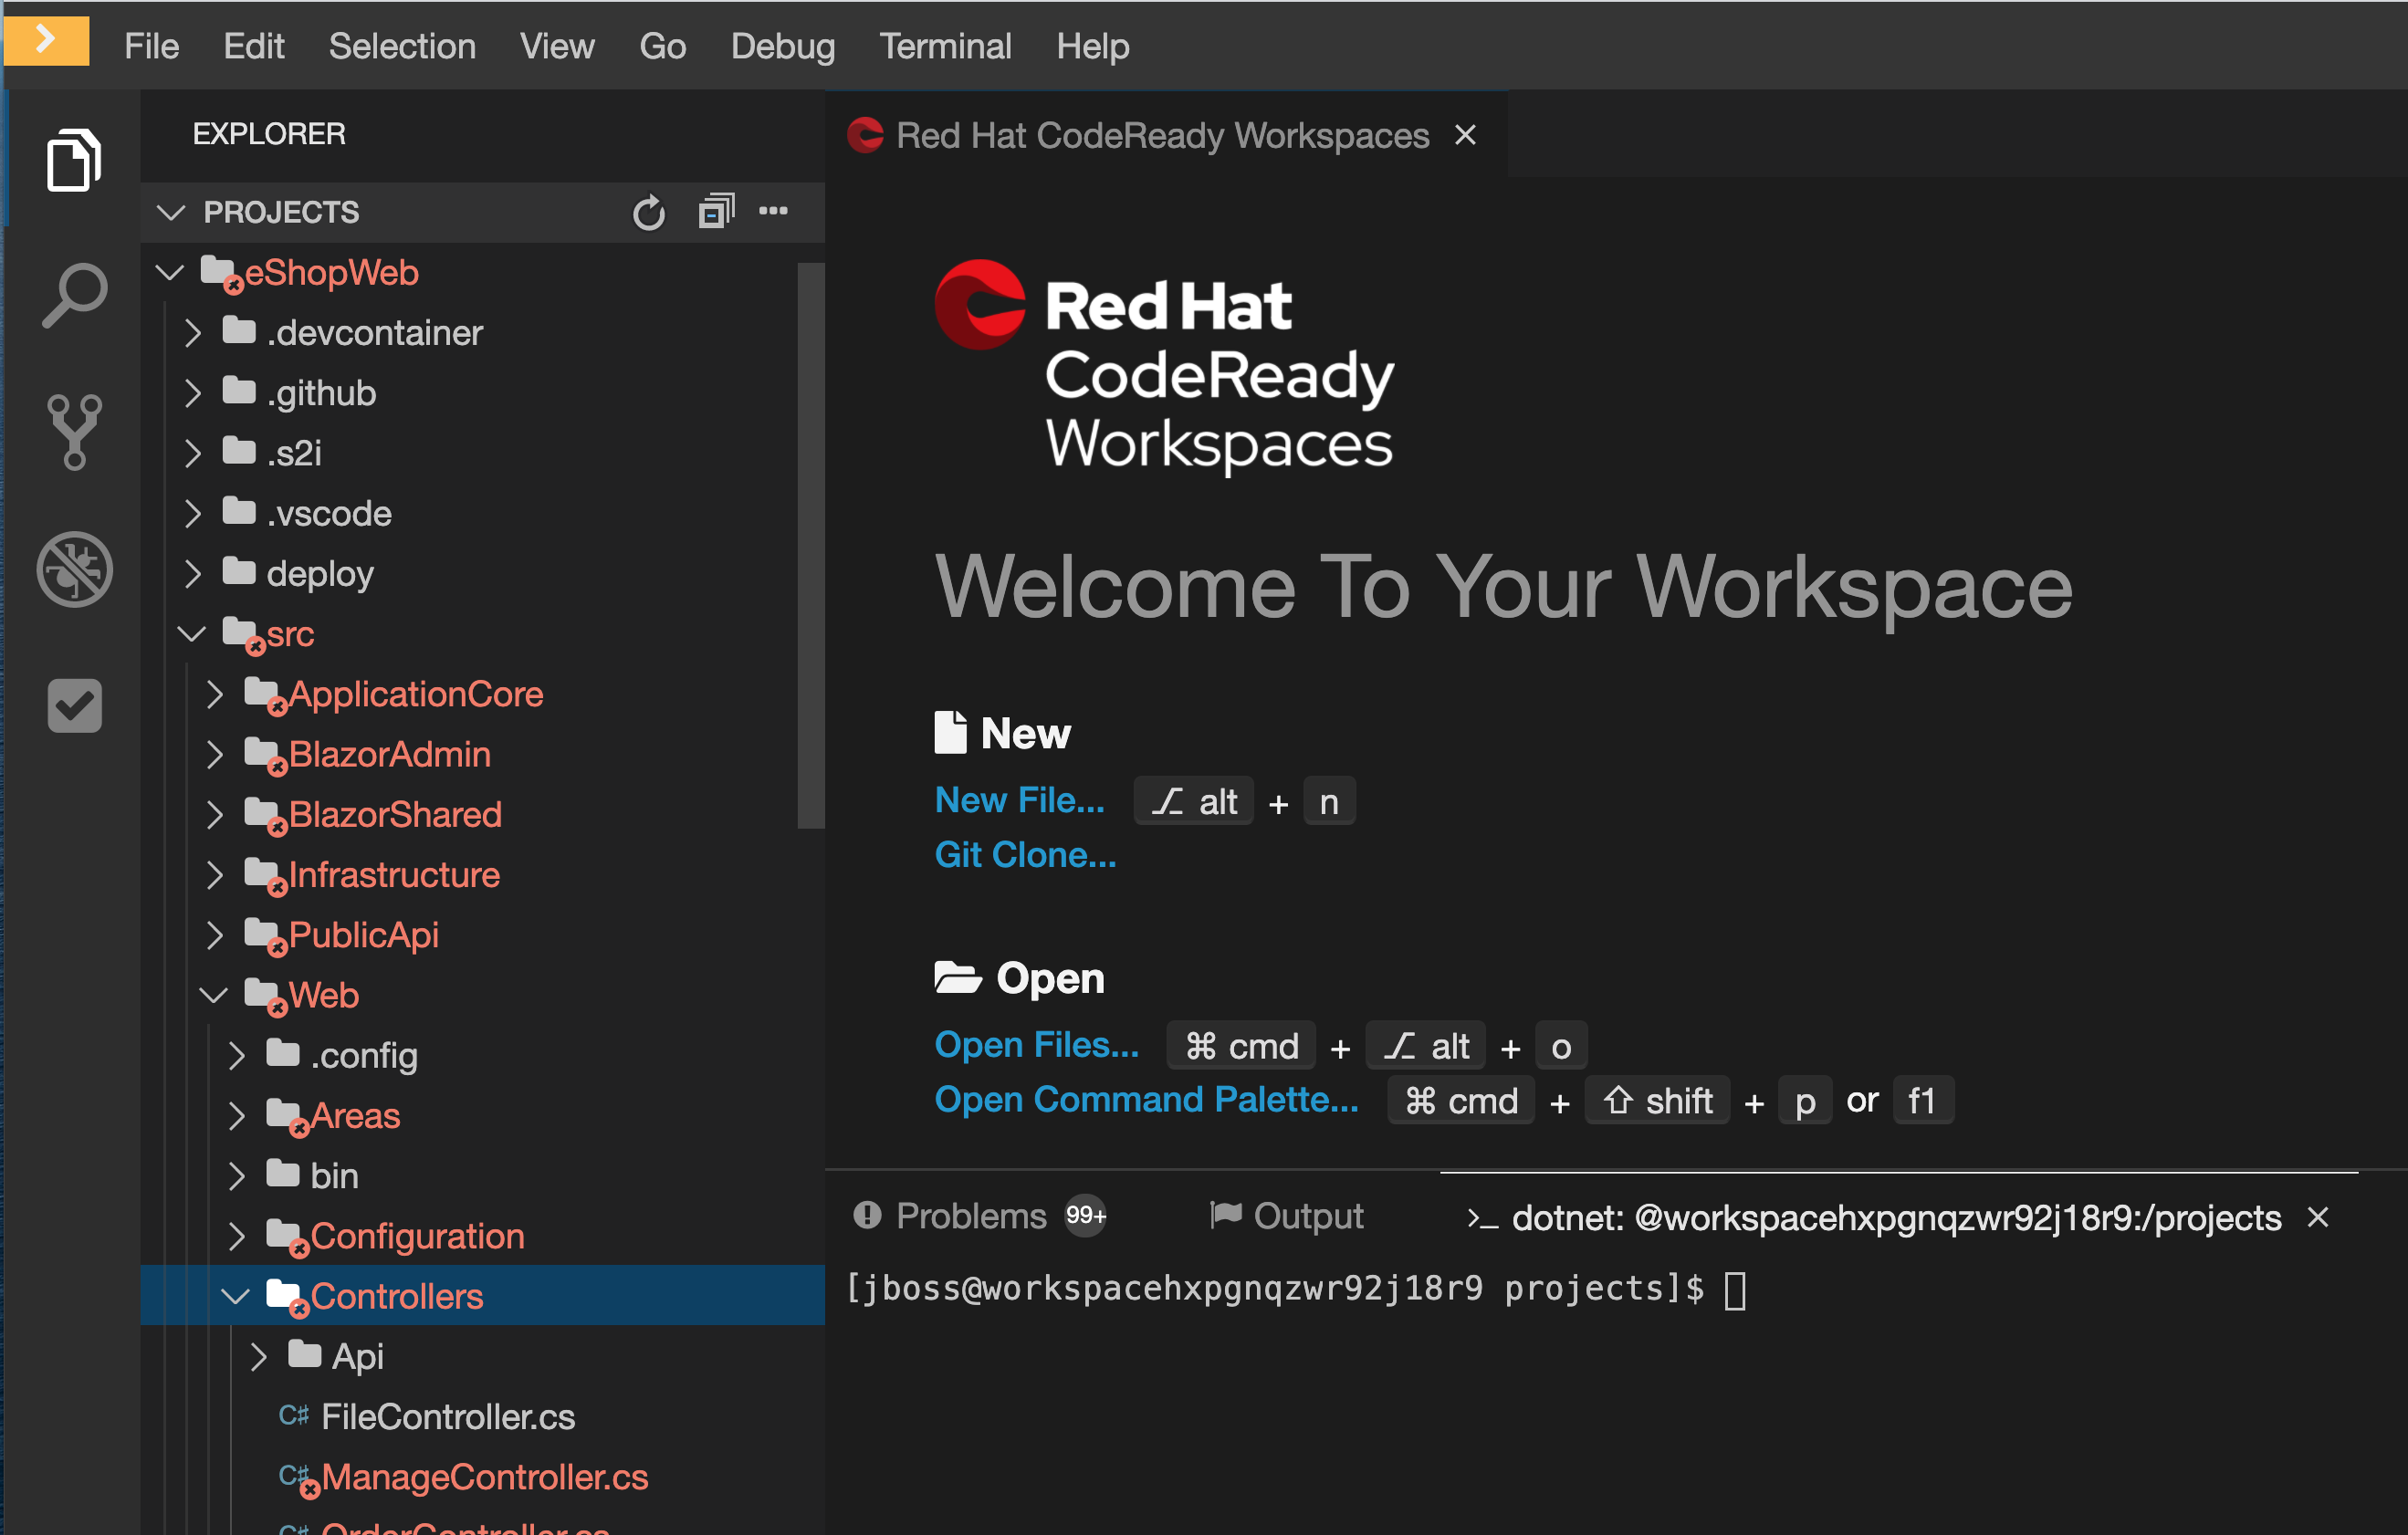 File Edit Selection View Go Debug Terminal Help
EXPLORER
PROJECTS
eShopWeb
.devcontainer
.github
.s2i
.vscode
deploy
src
ApplicationCore
BlazorAdmin
BlazorShared
Infrastructure
PublicApi
Web
.config
Areas
bin
Configuration
Controllers
Api
C# FileController.cs
C# ManageController.cs
C# OrderController.cs
Red Hat CodeReady Workspaces
Red Hat
CodeReady
Workspaces
Welcome To Your Workspace
New
New File... ⌥ alt + n
Git Clone...
Open
Open Files... ⌘ cmd + ⌥ alt + o
Open Command Palette... ⌘ cmd + ⇧ shift + p or f1
Problems 99+ Output >_ dotnet: @workspacehxpgnqzwr92j18r9:/projects
[jboss@workspacehxpgnqzwr92j18r9 projects]$